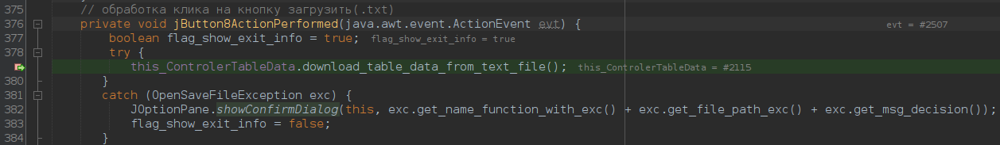 375 // обработка клика на кнопку загрузить(.txt)
376 private void jButton8ActionPerformed(java.awt.event.ActionEvent evt) { evt = #2507
377 boolean flag_show_exit_info = true; flag_show_exit_info = true
378 try {
this_ControlerTableData.download_table_data_from_text_file(); this_ControlerTableData = #2115
380 }
381 catch (OpenSaveFileException exc) {
382 JOptionPane.showConfirmDialog(this, exc.get_name_function_with_exc() + exc.get_file_path_exc() + exc.get_msg_decision());
383 flag_show_exit_info = false;
384 }